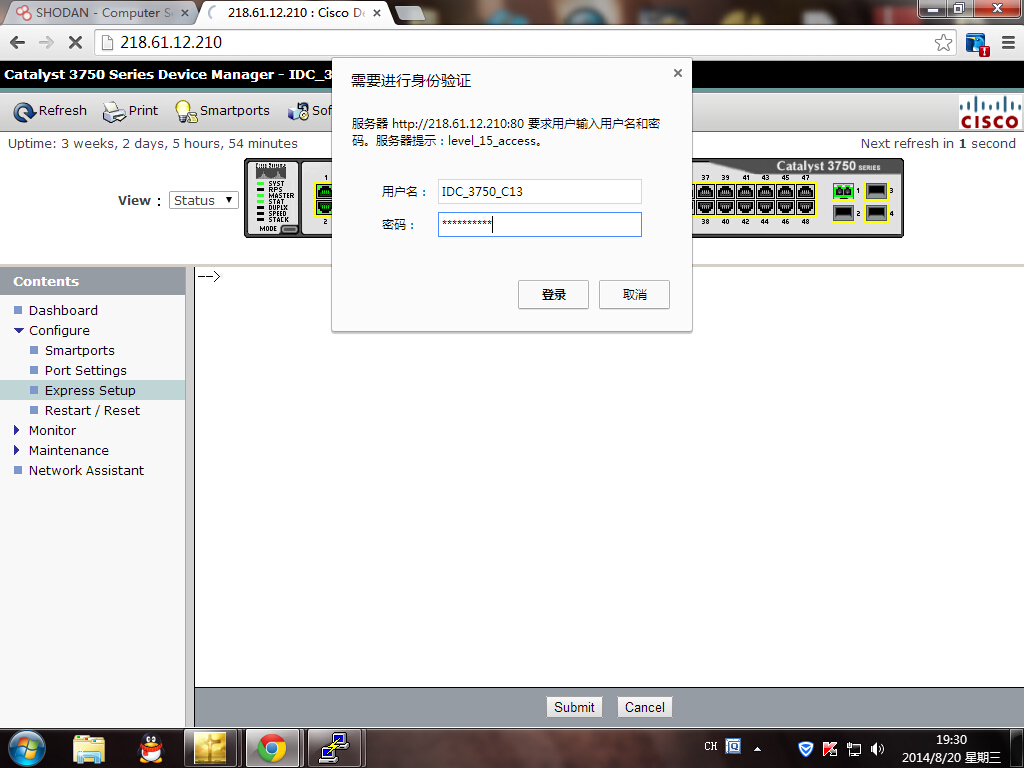 SHODAN - Computer Se
218.61.12.210 : Cisco De
218.61.12.210
Catalyst 3750 Series Device Manager - IDC_3
Refresh
Print
Smartports
Sof
CISCO
Uptime: 3 weeks, 2 days, 5 hours, 54 minutes
Next refresh in 1 second
View :
Status
SYST
RPS
MASTER
STAT
DUPLX
SPEED
STACK
MODE
1
2
Catalyst 3750 SERIES
37 39 41 43 45 47
38 40 42 44 46 48
1 3
2 4
需要进行身份验证
服务器 http://218.61.12.210:80 要求用户输入用户名和密
码。服务器提示：level_15_access。
用户名：
IDC_3750_C13
密码：
**********
登录
取消
Contents
Dashboard
Configure
Smartports
Port Settings
Express Setup
Restart / Reset
Monitor
Maintenance
Network Assistant
-->
Submit
Cancel
CH
19:30
2014/8/20 星期三